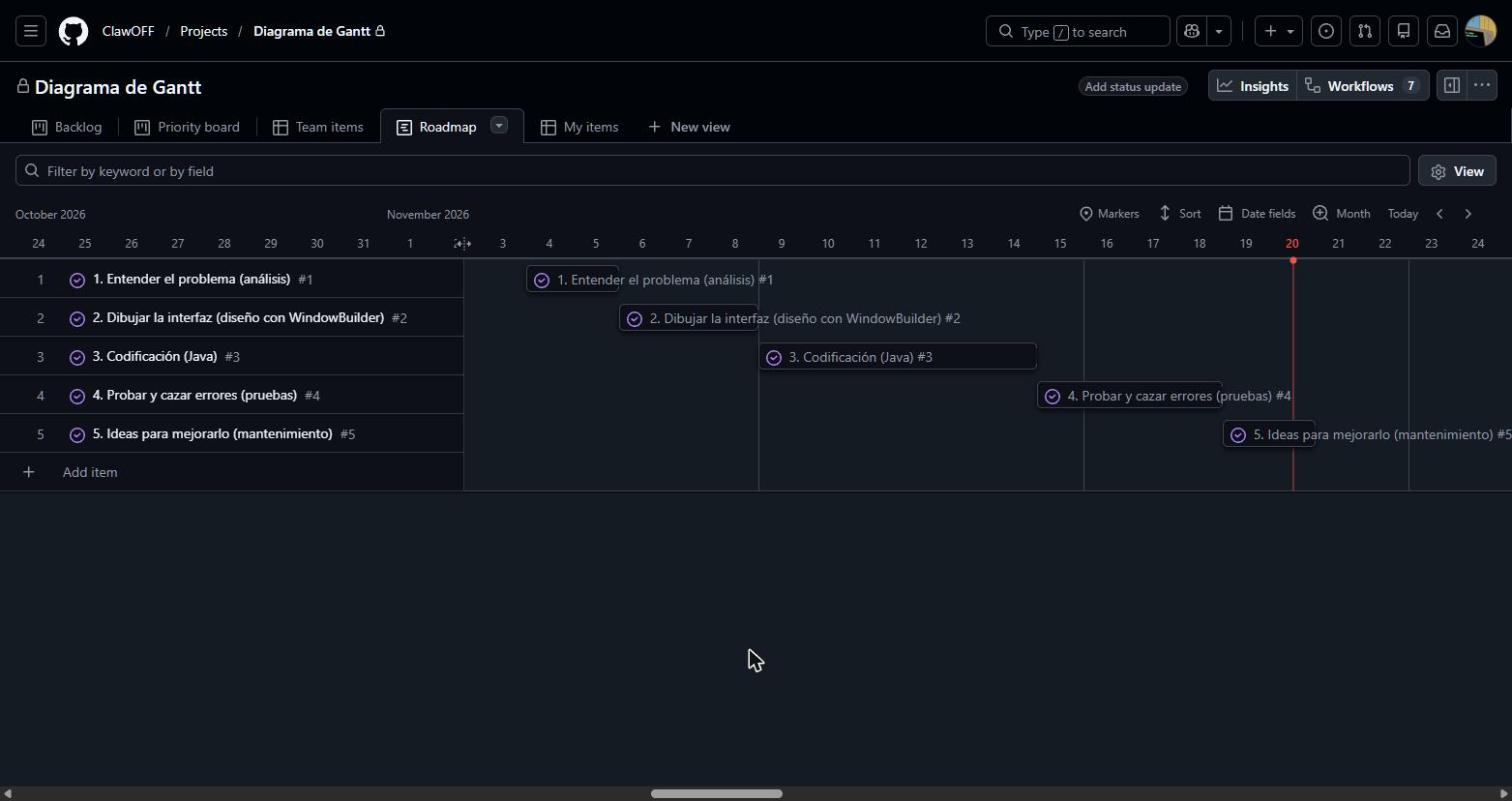 ClawOFF / Projects / Diagrama de Gantt
Type / to search
Diagrama de Gantt
Add status update
Insights
Workflows 7
Backlog
Priority board
Team items
Roadmap
My items
New view
Filter by keyword or by field
View
October 2026
November 2026
Markers
Sort
Date fields
Month
Today
24 25 26 27 28 29 30 31 1 3 4 5 6 7 8 9 10 11 12 13 14 15 16 17 18 19 20 21 22 23 24
1 1. Entender el problema (análisis) #1
1. Entender el problema (análisis) #1
2 2. Dibujar la interfaz (diseño con WindowBuilder) #2
2. Dibujar la interfaz (diseño con WindowBuilder) #2
3 3. Codificación (Java) #3
3. Codificación (Java) #3
4 4. Probar y cazar errores (pruebas) #4
4. Probar y cazar errores (pruebas) #4
5 5. Ideas para mejorarlo (mantenimiento) #5
5. Ideas para mejorarlo (mantenimiento) #5
Add item